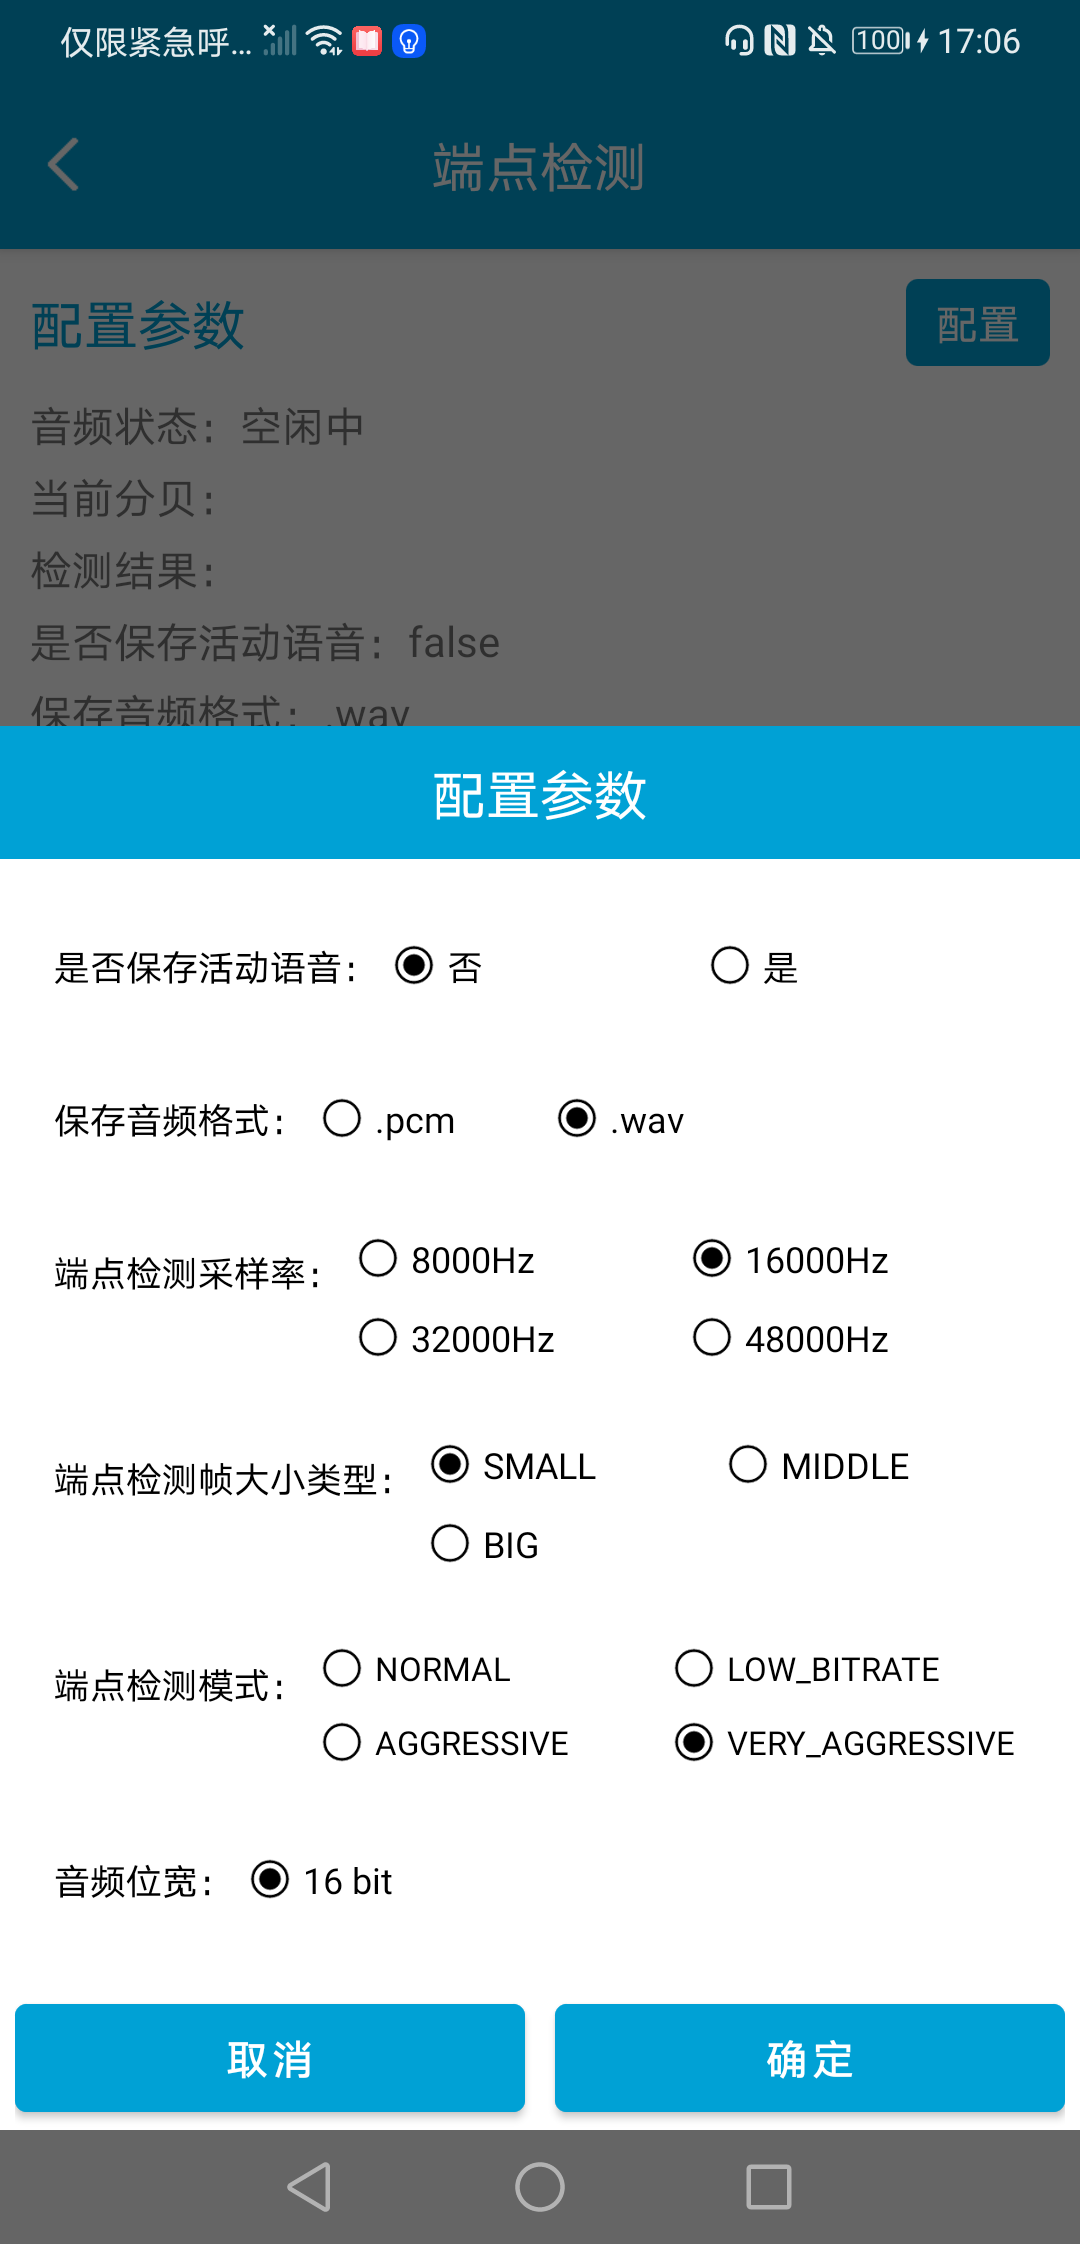 仅限紧急呼... 100 17:06
端点检测
配置参数 配置
音频状态：空闲中
当前分贝：
检测结果：
是否保存活动语音：false
保存音频格式：.wav
配置参数
是否保存活动语音： 否 是
保存音频格式： .pcm .wav
端点检测采样率： 8000Hz 16000Hz
32000Hz 48000Hz
端点检测帧大小类型： SMALL MIDDLE
BIG
端点检测模式： NORMAL LOW_BITRATE
AGGRESSIVE VERY_AGGRESSIVE
音频位宽： 16 bit
取消 确定